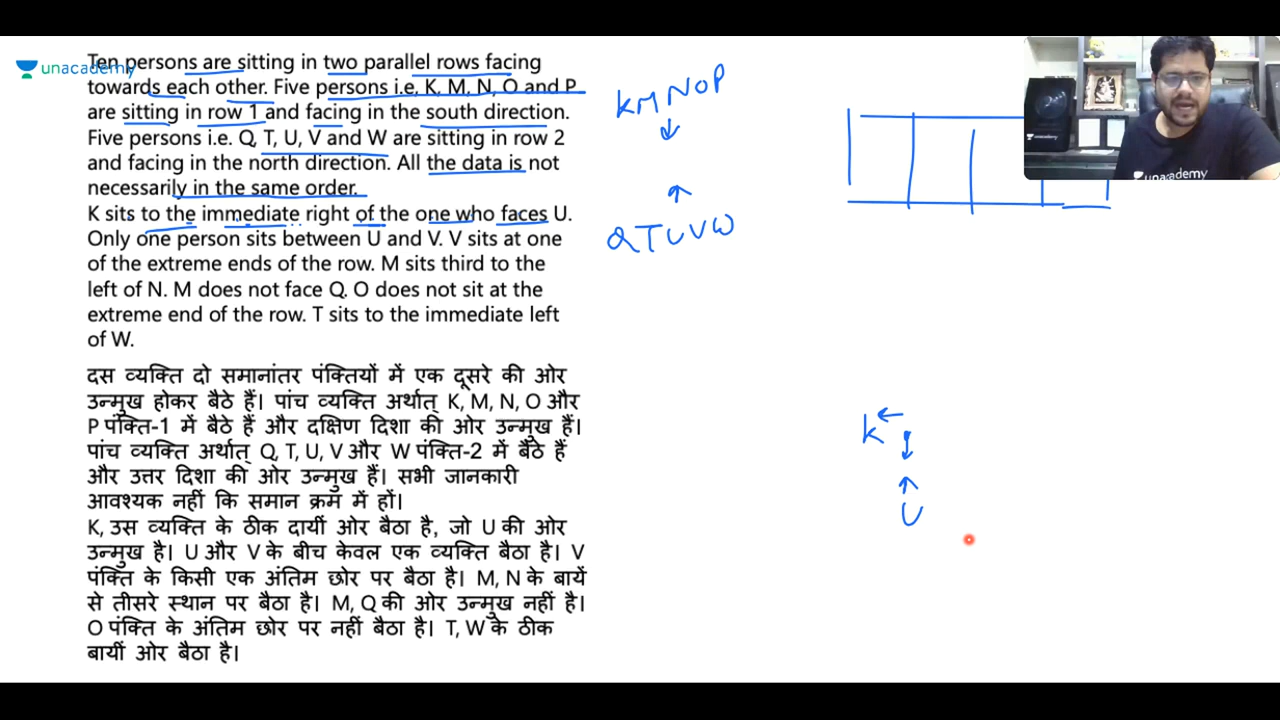 Ten persons are sitting in two parallel rows facing
towards each other. Five persons i.e, K, M, N, O and P
are sitting in row 1 and facing in the south direction.
Five persons i.e. Q, T, U, V and W are sitting in row 2
and facing in the north direction. All the data is not
necessarily in the same order.
K sits to the immediate right of the one who faces U.
Only one person sits between U and V. V sits at one
of the extreme ends of the row. M sits third to the
left of N. M does not face Q. O does not sit at the
extreme end of the row. T sits to the immediate left
of W.
दस व्यक्ति दो समानांतर पंक्तियों में एक दूसरे की ओर
उन्मुख होकर बैठे हैं। पांच व्यक्ति अर्थात् K, M, N, O और
P पंक्ति-1 में बैठे हैं और दक्षिण दिशा की ओर उन्मुख हैं।
पांच व्यक्ति अर्थात् Q, T, U, V और W पंक्ति-2 में बैठे हैं
और उत्तर दिशा की ओर उन्मुख हैं। सभी जानकारी
आवश्यक नहीं कि समान क्रम में हों।
K, उस व्यक्ति के ठीक दायीं ओर बैठा है, जो U की ओर
उन्मुख है। U और V के बीच केवल एक व्यक्ति बैठा है। V
पंक्ति के किसी एक अंतिम छोर पर बैठा है। M, N के बायें
से तीसरे स्थान पर बैठा है। M, Q की ओर उन्मुख नहीं है।
O पंक्ति के अंतिम छोर पर नहीं बैठा है। T, W के ठीक
बायीं ओर बैठा है।
unacademy
KMNOP
QTUVW
K
U
unacademy
unacademy